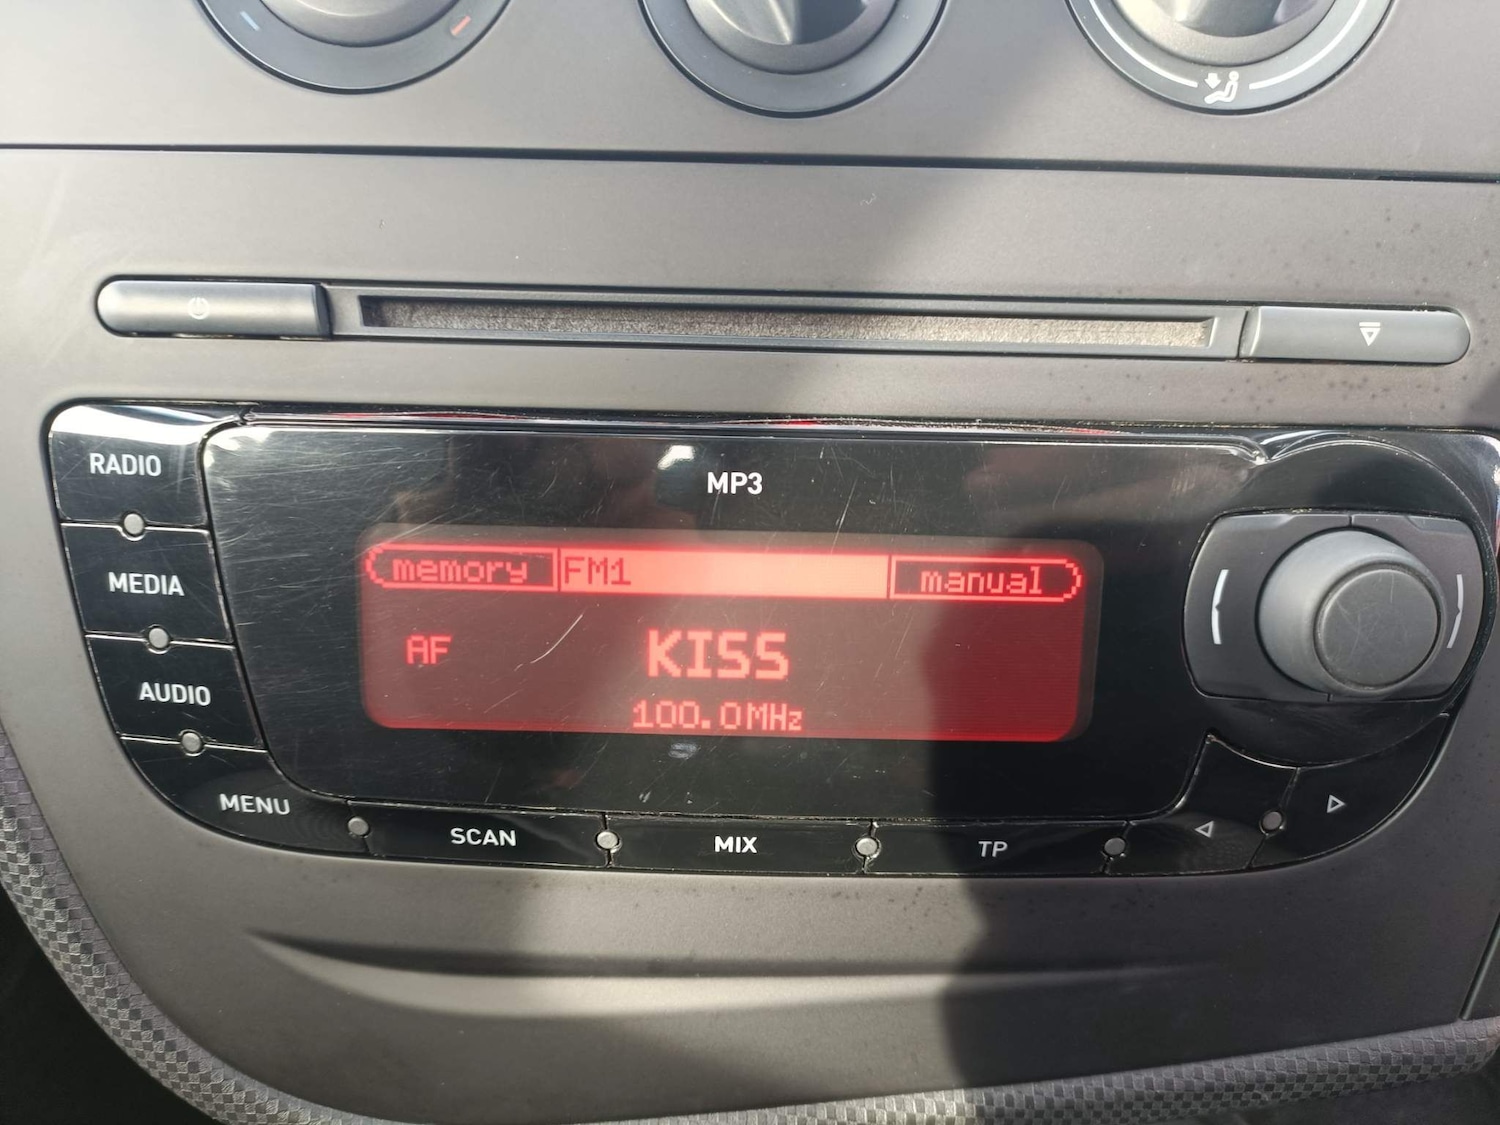 RADIO
MP3
memory FM1 manual
MEDIA
AF KISS
AUDIO
100.0MHz
MENU
SCAN MIX TP